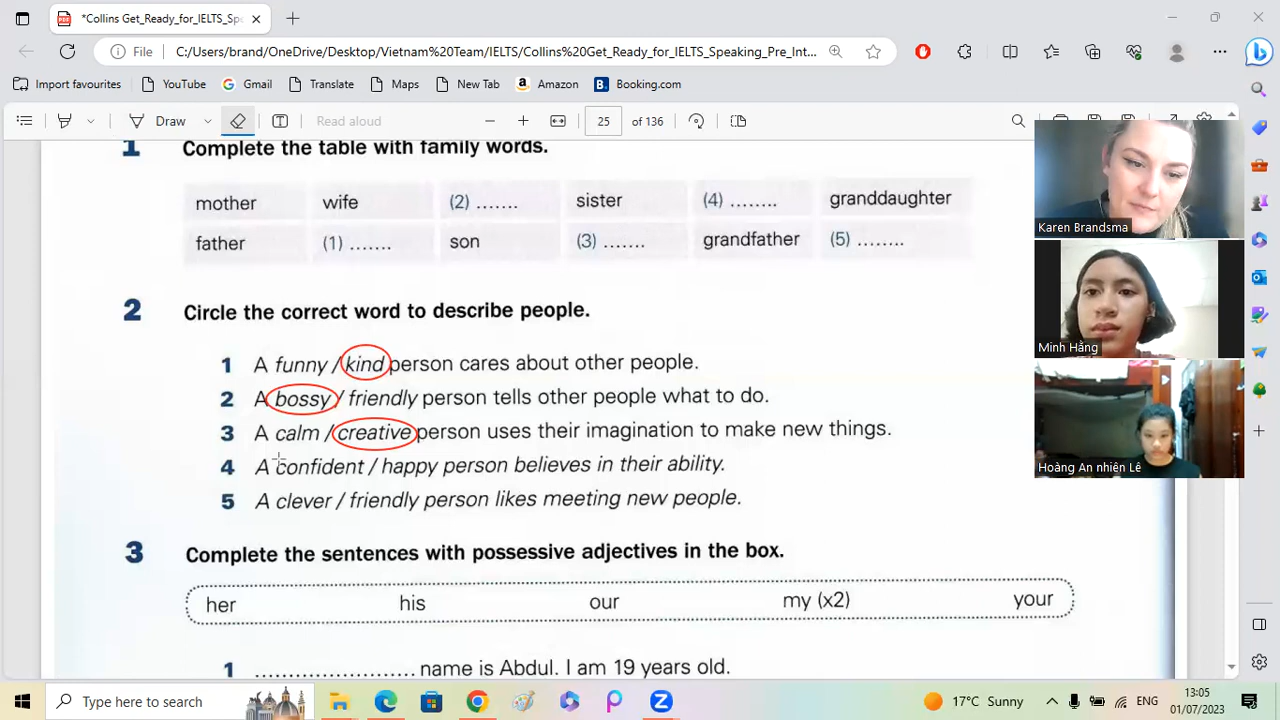 *Collins Get_Ready_for_IELTS_Sp
File C:/Users/brand/OneDrive/Desktop/Vietnam%20Team/IELTS/Collins%20Get_Ready_for_IELTS_Speaking_Pre_Int...
Import favourites YouTube Gmail Translate Maps New Tab Amazon Booking.com
Draw Read aloud 25 of 136
1 Complete the table with family words.
mother wife (2) ....... sister (4) ........ granddaughter
father (1) ....... son (3) ....... grandfather (5) ........
2 Circle the correct word to describe people.
1 A funny / kind person cares about other people.
2 A bossy / friendly person tells other people what to do.
3 A calm / creative person uses their imagination to make new things.
4 A confident / happy person believes in their ability.
5 A clever / friendly person likes meeting new people.
3 Complete the sentences with possessive adjectives in the box.
her his our my (x2) your
1 ........................ name is Abdul. I am 19 years old.
Karen Brandsma
Minh Hằng
Hoàng An nhiên Lê
Type here to search
17°C Sunny
ENG
13:05
01/07/2023